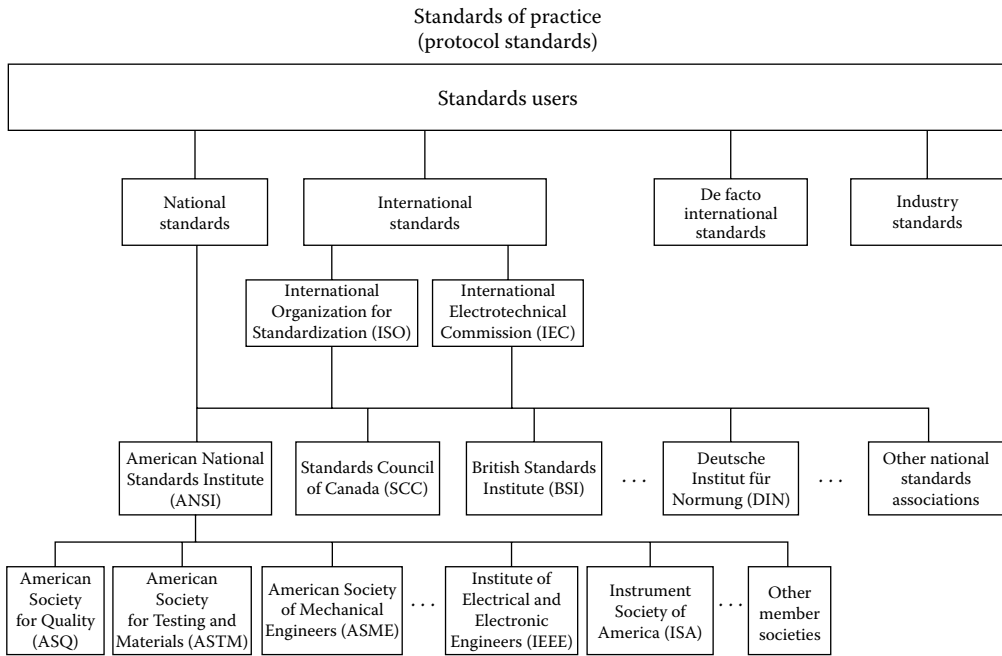 Standards of practice
(protocol standards)
Standards users
National
standards
International
standards
De facto
international
standards
Industry
standards
International
Organization for
Standardization (ISO)
International
Electrotechnical
Commission (IEC)
American National
Standards Institute
(ANSI)
Standards Council
of Canada (SCC)
British Standards
Institute (BSI)
...
Deutsche
Institut für
Normung (DIN)
...
Other national
standards
associations
American
Society
for Quality
(ASQ)
American
Society
for Testing and
Materials (ASTM)
American Society
of Mechanical
Engineers (ASME)
...
Institute of
Electrical and
Electronic
Engineers (IEEE)
Instrument
Society of
America (ISA)
...
Other
member
societies